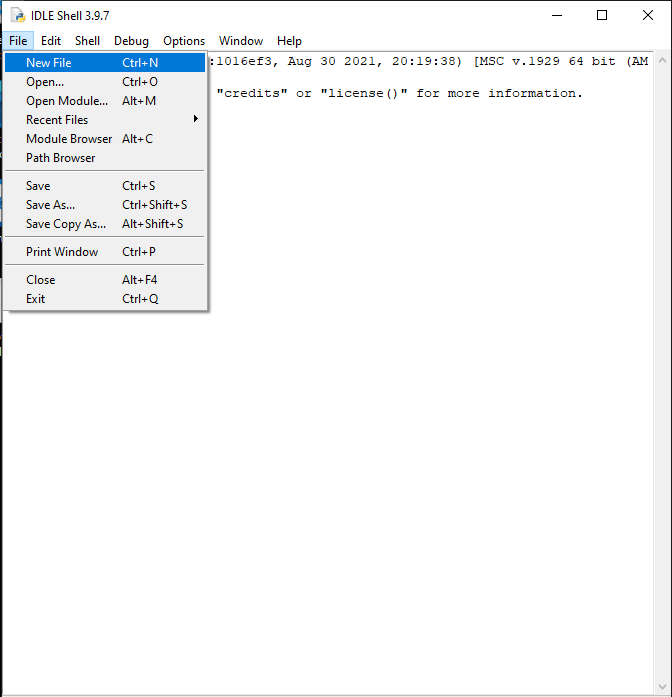 IDLE Shell 3.9.7
File Edit Shell Debug Options Window Help
:1016ef3, Aug 30 2021, 20:19:38) [MSC v.1929 64 bit (AM
"credits" or "license()" for more information.
New File Ctrl+N
Open... Ctrl+O
Open Module... Alt+M
Recent Files
Module Browser Alt+C
Path Browser
Save Ctrl+S
Save As... Ctrl+Shift+S
Save Copy As... Alt+Shift+S
Print Window Ctrl+P
Close Alt+F4
Exit Ctrl+Q